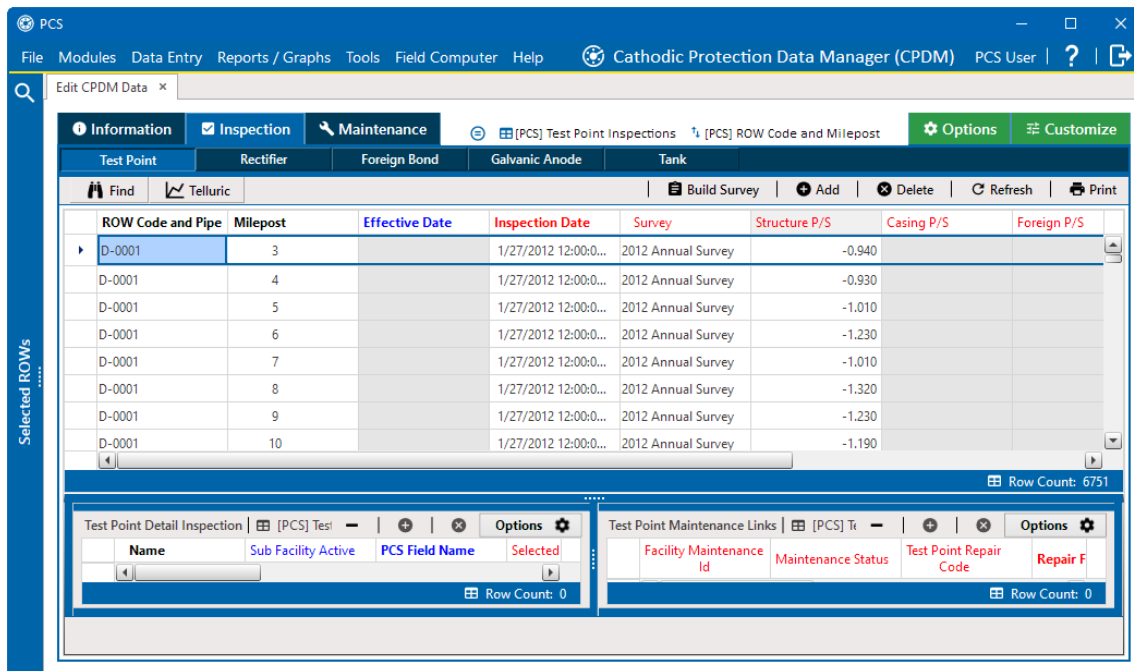 PCS
File Modules Data Entry Reports / Graphs Tools Field Computer Help Cathodic Protection Data Manager (CPDM) PCS User ?
Edit CPDM Data ×
Information Inspection Maintenance [PCS] Test Point Inspections [PCS] ROW Code and Milepost Options Customize
Test Point Rectifier Foreign Bond Galvanic Anode Tank
Find Telluric Build Survey Add Delete Refresh Print
ROW Code and Pipe Milepost Effective Date Inspection Date Survey Structure P/S Casing P/S Foreign P/S
D-0001 3 1/27/2012 12:00:0... 2012 Annual Survey -0.940
D-0001 4 1/27/2012 12:00:0... 2012 Annual Survey -0.930
D-0001 5 1/27/2012 12:00:0... 2012 Annual Survey -1.010
D-0001 6 1/27/2012 12:00:0... 2012 Annual Survey -1.230
D-0001 7 1/27/2012 12:00:0... 2012 Annual Survey -1.010
D-0001 8 1/27/2012 12:00:0... 2012 Annual Survey -1.320
D-0001 9 1/27/2012 12:00:0... 2012 Annual Survey -1.230
D-0001 10 1/27/2012 12:00:0... 2012 Annual Survey -1.190
Selected ROWs
Row Count: 6751
Test Point Detail Inspection [PCS] Test Options
Name Sub Facility Active PCS Field Name Selected
Row Count: 0
Test Point Maintenance Links [PCS] Te Options
Facility Maintenance Id Maintenance Status Test Point Repair Code Repair F
Row Count: 0